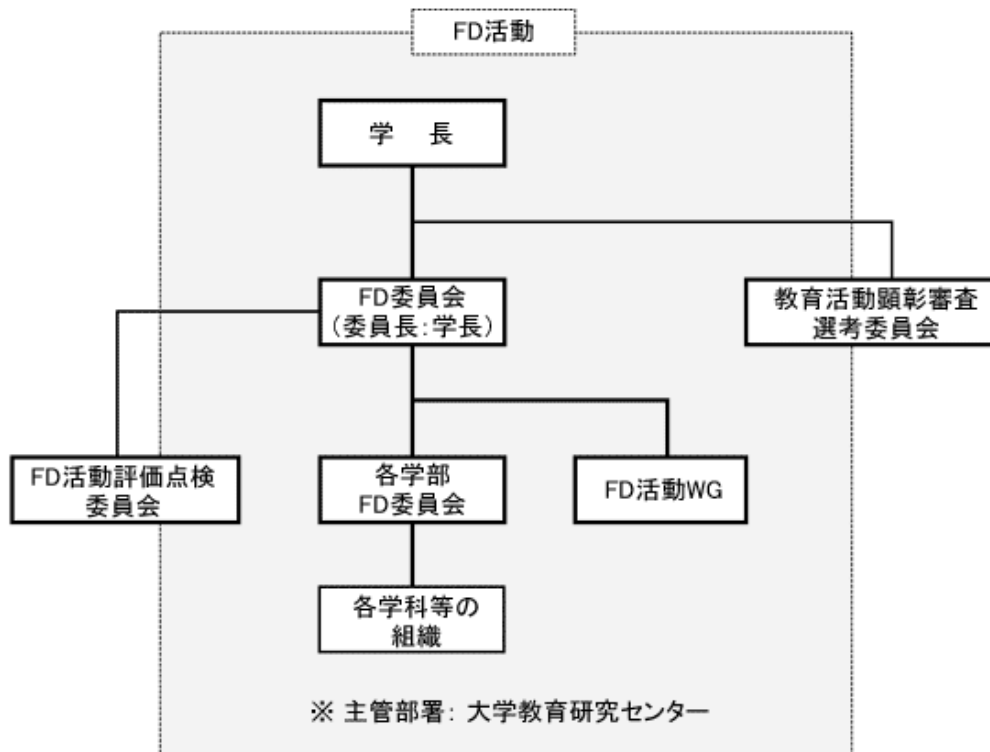 FD活動
学　長
FD委員会
（委員長：学長）
教育活動顕彰審査
選考委員会
FD活動評価点検
委員会
各学部
FD委員会
FD活動WG
各学科等の
組織
※ 主管部署： 大学教育研究センター